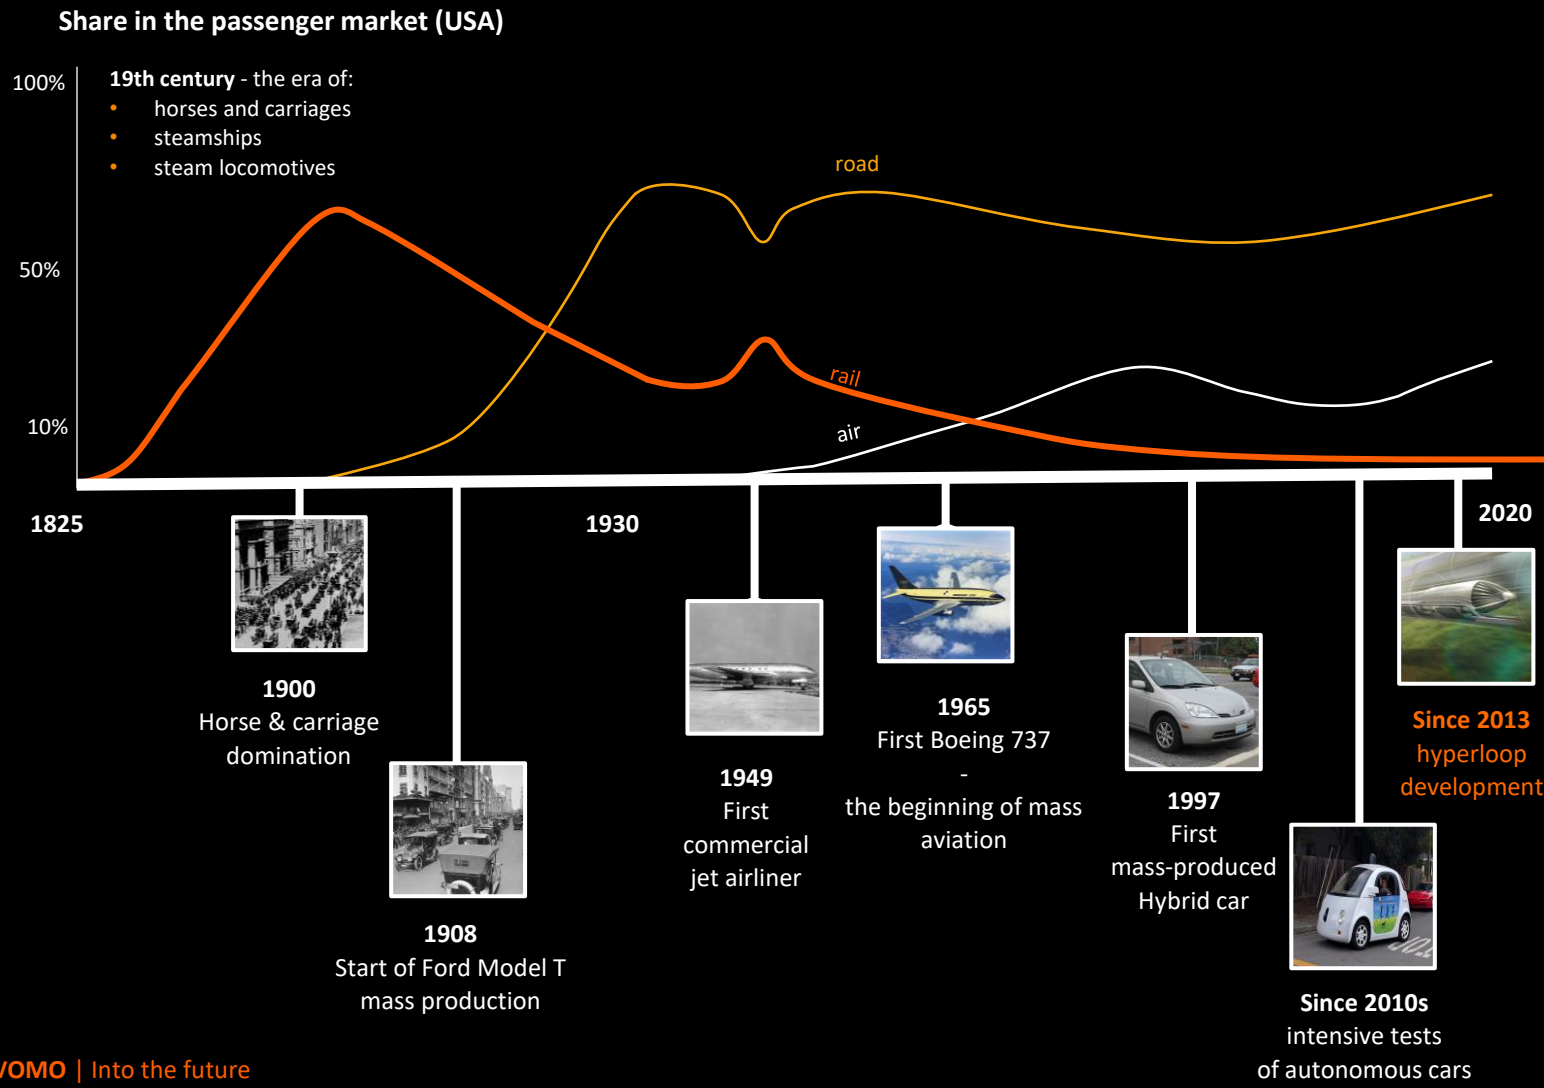 Share in the passenger market (USA)
100%
50%
10%
19th century - the era of:
• horses and carriages
• steamships
• steam locomotives
road
rail
air
1825
1930
2020
1900
Horse & carriage
domination
1908
Start of Ford Model T
mass production
1949
First
commercial
jet airliner
1965
First Boeing 737
-
the beginning of mass
aviation
1997
First
mass-produced
Hybrid car
Since 2010s
intensive tests
of autonomous cars
Since 2013
hyperloop
development
VOMO | Into the future